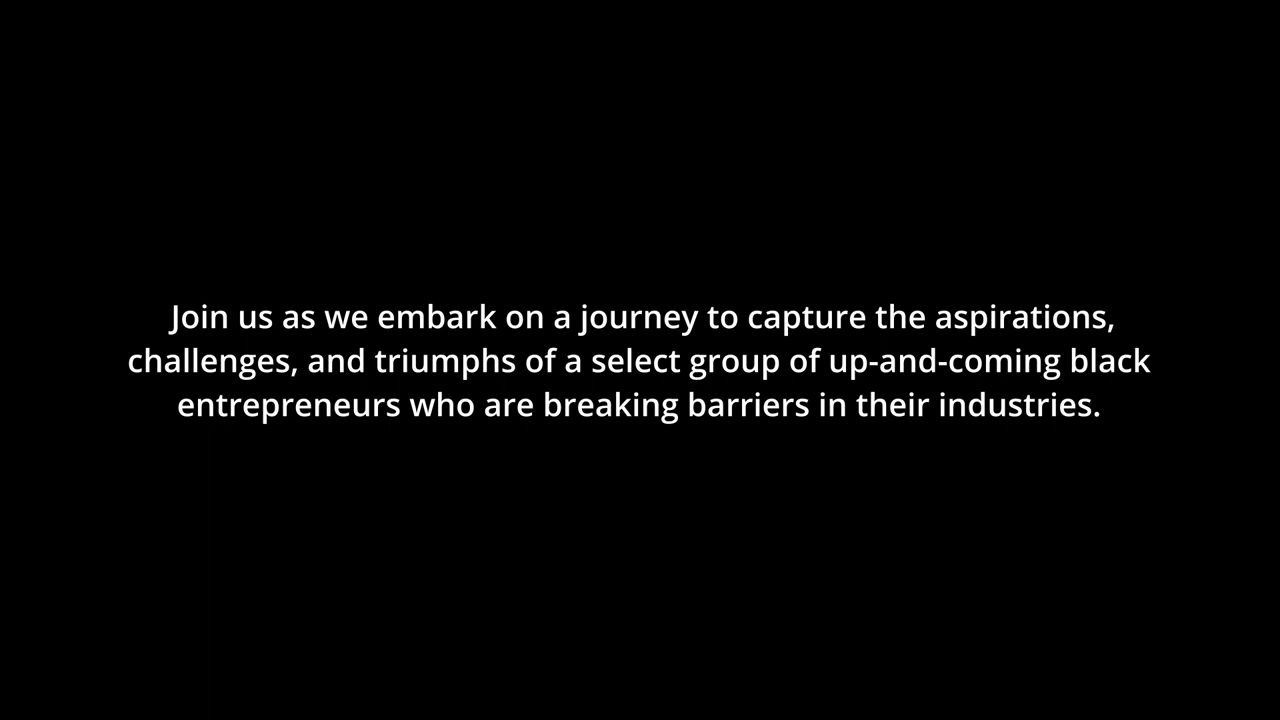 Join us as we embark on a journey to capture the aspirations,
challenges, and triumphs of a select group of up-and-coming black
entrepreneurs who are breaking barriers in their industries.